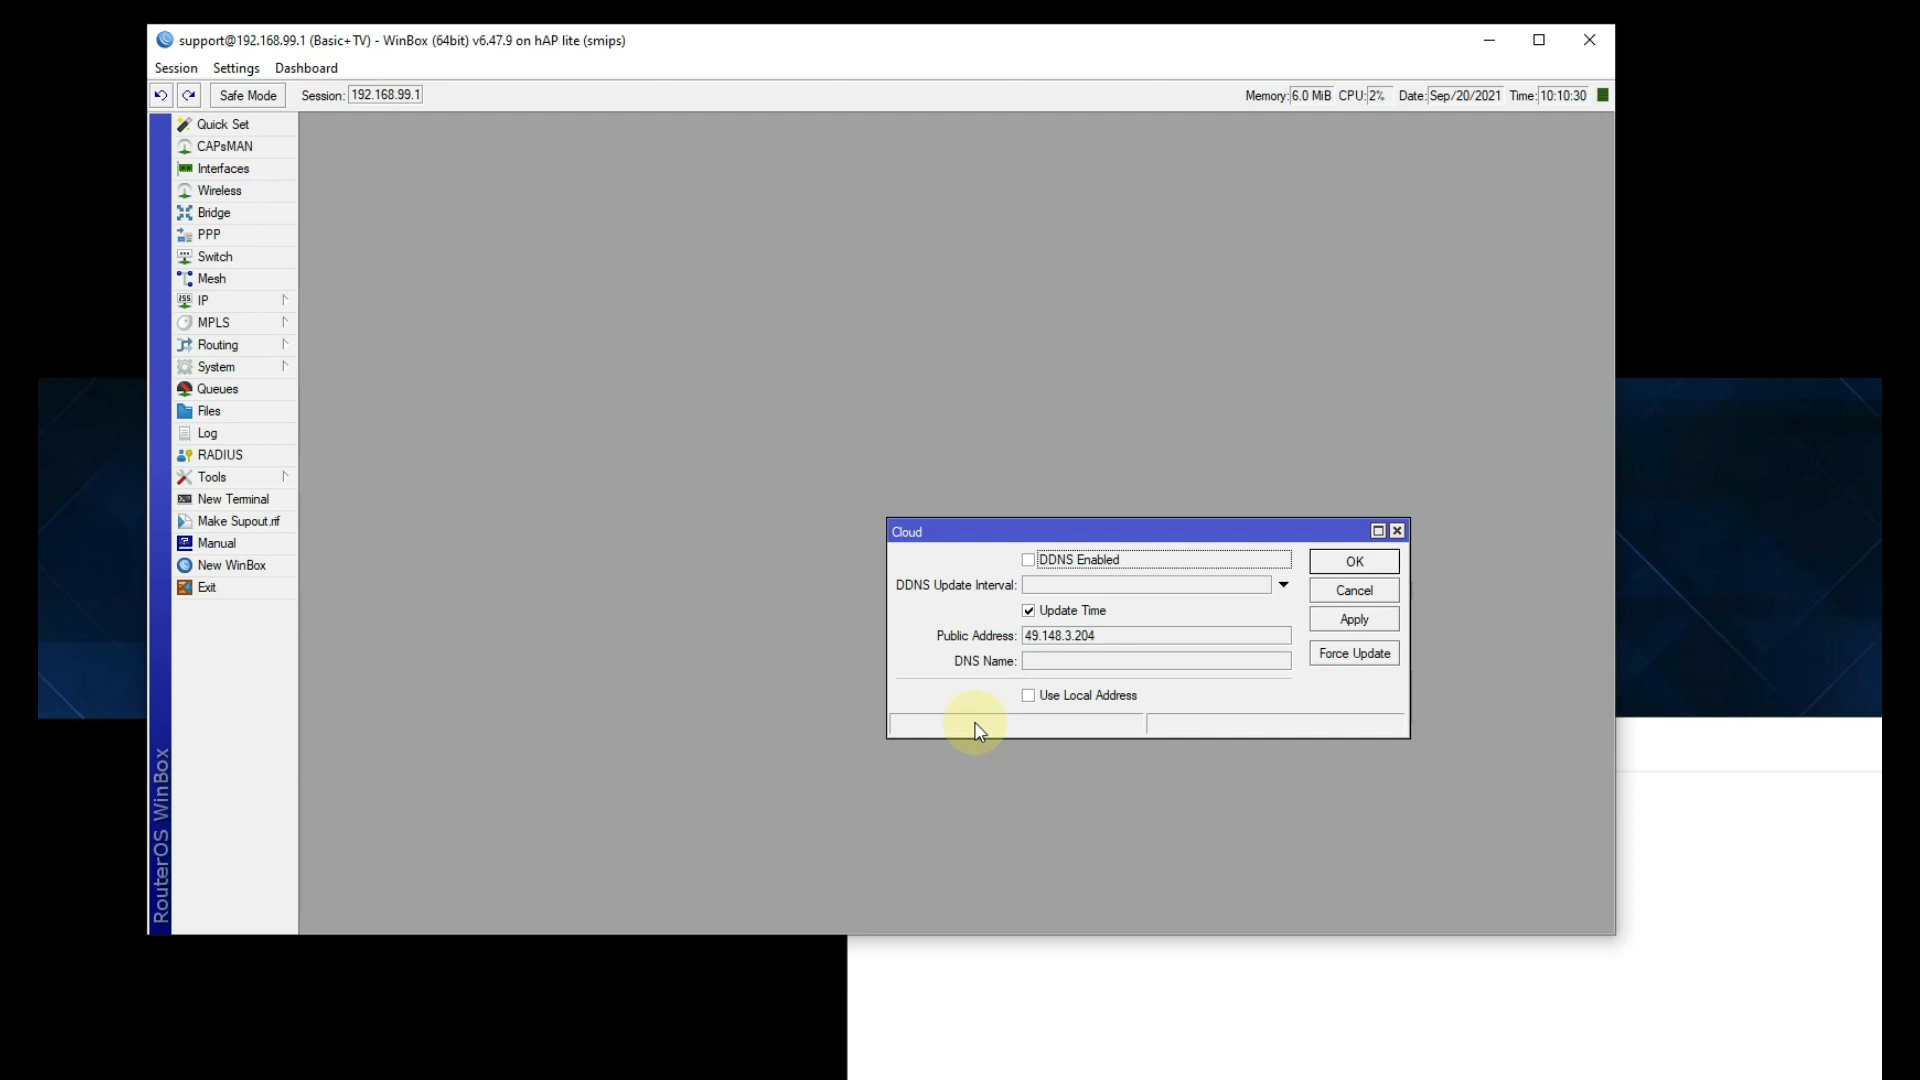 support@192.168.99.1 (Basic+TV) - WinBox (64bit) v6.47.9 on hAP lite (smips)
Session Settings Dashboard
Safe Mode Session: 192.168.99.1 Memory: 6.0 MiB CPU: 2% Date: Sep/20/2021 Time: 10:10:30
Quick Set
CAPsMAN
Interfaces
Wireless
Bridge
PPP
Switch
Mesh
IP
MPLS
Routing
System
Queues
Files
Log
RADIUS
Tools
New Terminal
Make Supout.rif
Manual
New WinBox
Exit
RouterOS WinBox
Cloud
DDNS Enabled
OK
DDNS Update Interval:
Cancel
Update Time
Apply
Public Address: 49.148.3.204
DNS Name:
Force Update
Use Local Address